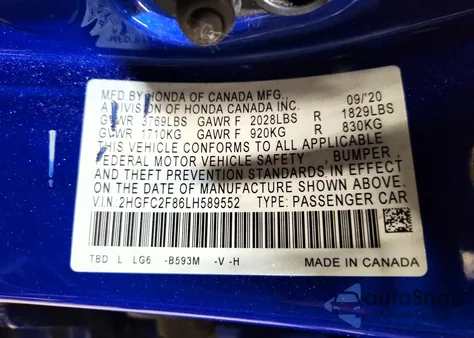 MFD BY HONDA OF CANADA MFG.,
A DIVISION OF HONDA CANADA INC. 09/'20
GVWR 3769LBS GAWR F 2028LBS R 1829LBS
GVWR 1710KG GAWR F 920KG R 830KG
THIS VEHICLE CONFORMS TO ALL APPLICABLE
FEDERAL MOTOR VEHICLE SAFETY , BUMPER ,
AND THEFT PREVENTION STANDARDS IN EFFECT
ON THE DATE OF MANUFACTURE SHOWN ABOVE.
V.I.N: 2HGFC2F86LH589552 TYPE: PASSENGER CAR
TBD L LG6 -B593M -V -H MADE IN CANADA